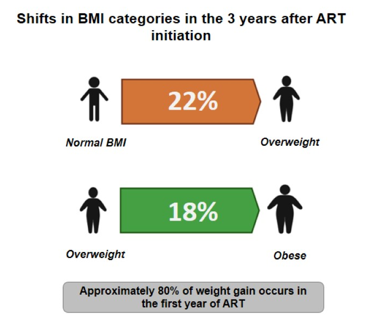 Shifts in BMI categories in the 3 years after ART
initiation
22%
Normal BMI
Overweight
18%
Overweight
Obese
Approximately 80% of weight gain occurs in
the first year of ART